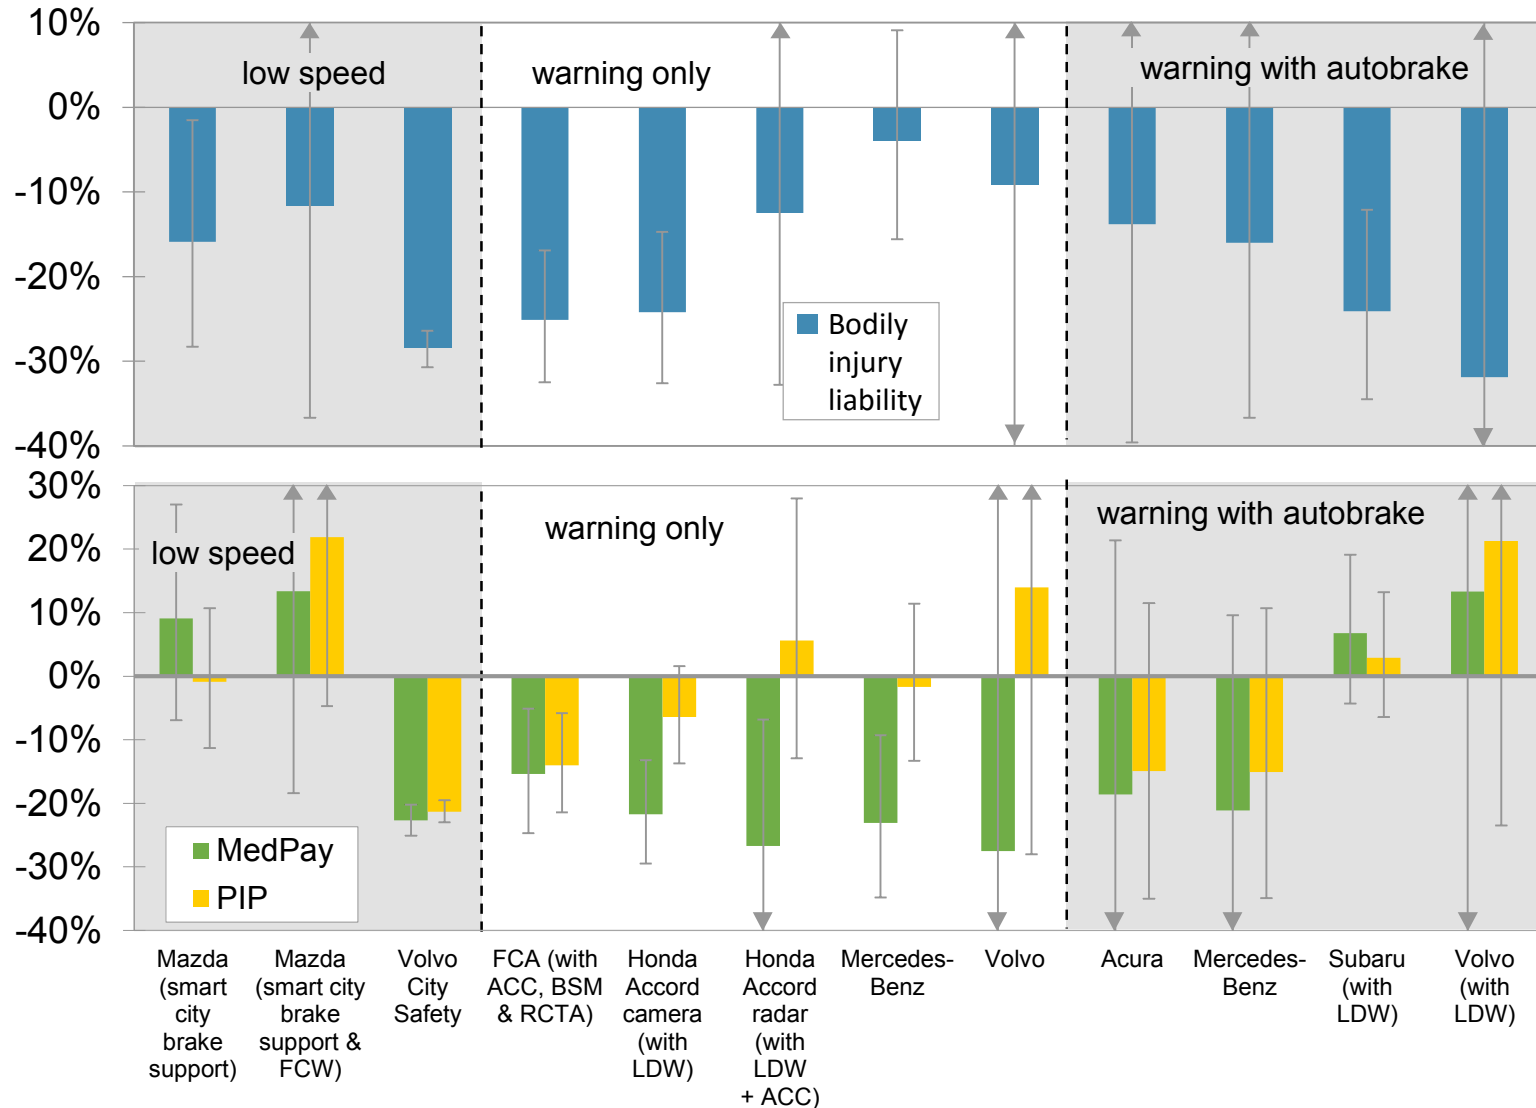 10%
0%
-10%
-20%
-30%
-40%
low speed
warning only
warning with autobrake
Bodily
injury
liability
30%
20%
10%
0%
-10%
-20%
-30%
-40%
low speed
warning only
warning with autobrake
MedPay
PIP
Mazda
(smart
city
brake
support)
Mazda
(smart city
brake
support &
FCW)
Volvo
City
Safety
FCA (with
ACC, BSM
& RCTA)
Honda
Accord
camera
(with
LDW)
Honda
Accord
radar
(with
LDW
+ ACC)
Mercedes-
Benz
Volvo
Acura
Mercedes-
Benz
Subaru
(with
LDW)
Volvo
(with
LDW)